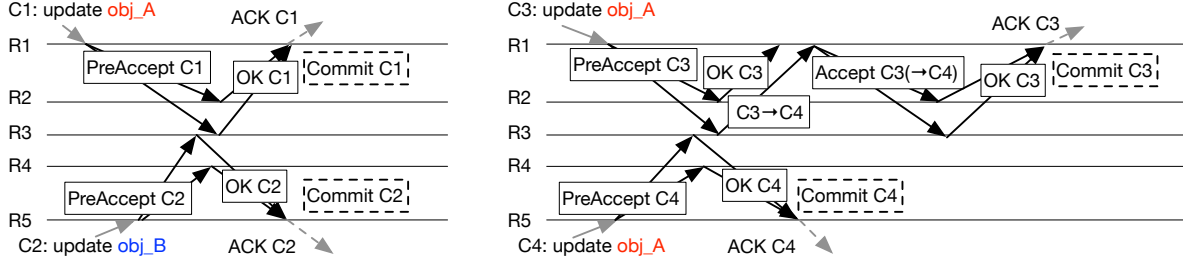 C1: update obj_A
ACK C1
R1
PreAccept C1
OK C1
Commit C1
R2
R3
R4
PreAccept C2
OK C2
Commit C2
R5
C2: update obj_B
ACK C2
C3: update obj_A
ACK C3
R1
PreAccept C3
OK C3
Accept C3(→C4)
OK C3
Commit C3
R2
C3→C4
R3
R4
PreAccept C4
OK C4
Commit C4
R5
C4: update obj_A
ACK C4